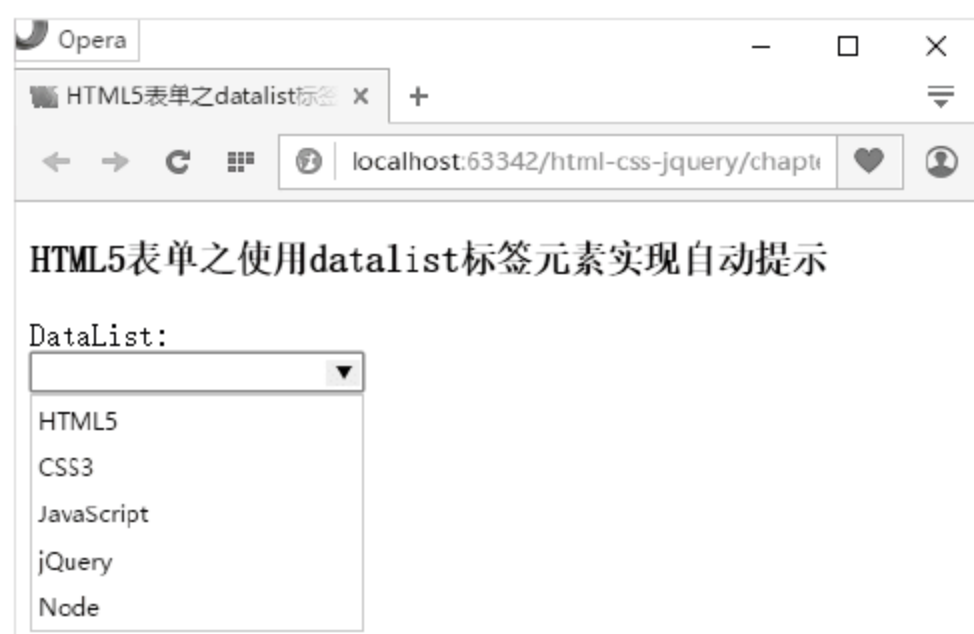 Opera
HTML5表单之datalist标签
localhost:63342/html-css-jquery/chapte
HTML5表单之使用datalist标签元素实现自动提示
DataList:
HTML5
CSS3
JavaScript
jQuery
Node